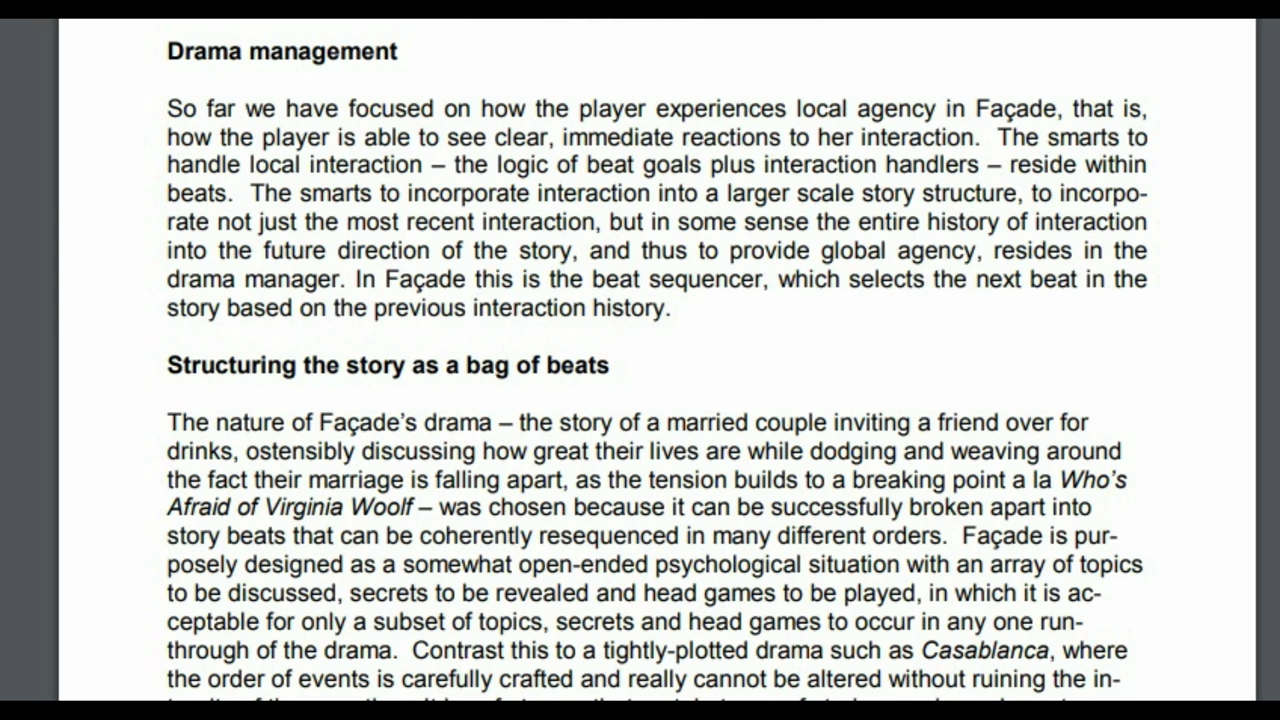 Drama management
So far we have focused on how the player experiences local agency in Façade, that is,
how the player is able to see clear, immediate reactions to her interaction.  The smarts to
handle local interaction – the logic of beat goals plus interaction handlers – reside within
beats.  The smarts to incorporate interaction into a larger scale story structure, to incorpo-
rate not just the most recent interaction, but in some sense the entire history of interaction
into the future direction of the story, and thus to provide global agency, resides in the
drama manager. In Façade this is the beat sequencer, which selects the next beat in the
story based on the previous interaction history.
Structuring the story as a bag of beats
The nature of Façade’s drama – the story of a married couple inviting a friend over for
drinks, ostensibly discussing how great their lives are while dodging and weaving around
the fact their marriage is falling apart, as the tension builds to a breaking point a la Who’s
Afraid of Virginia Woolf – was chosen because it can be successfully broken apart into
story beats that can be coherently resequenced in many different orders.  Façade is pur-
posely designed as a somewhat open-ended psychological situation with an array of topics
to be discussed, secrets to be revealed and head games to be played, in which it is ac-
ceptable for only a subset of topics, secrets and head games to occur in any one run-
through of the drama.  Contrast this to a tightly-plotted drama such as Casablanca, where
the order of events is carefully crafted and really cannot be altered without ruining the in-